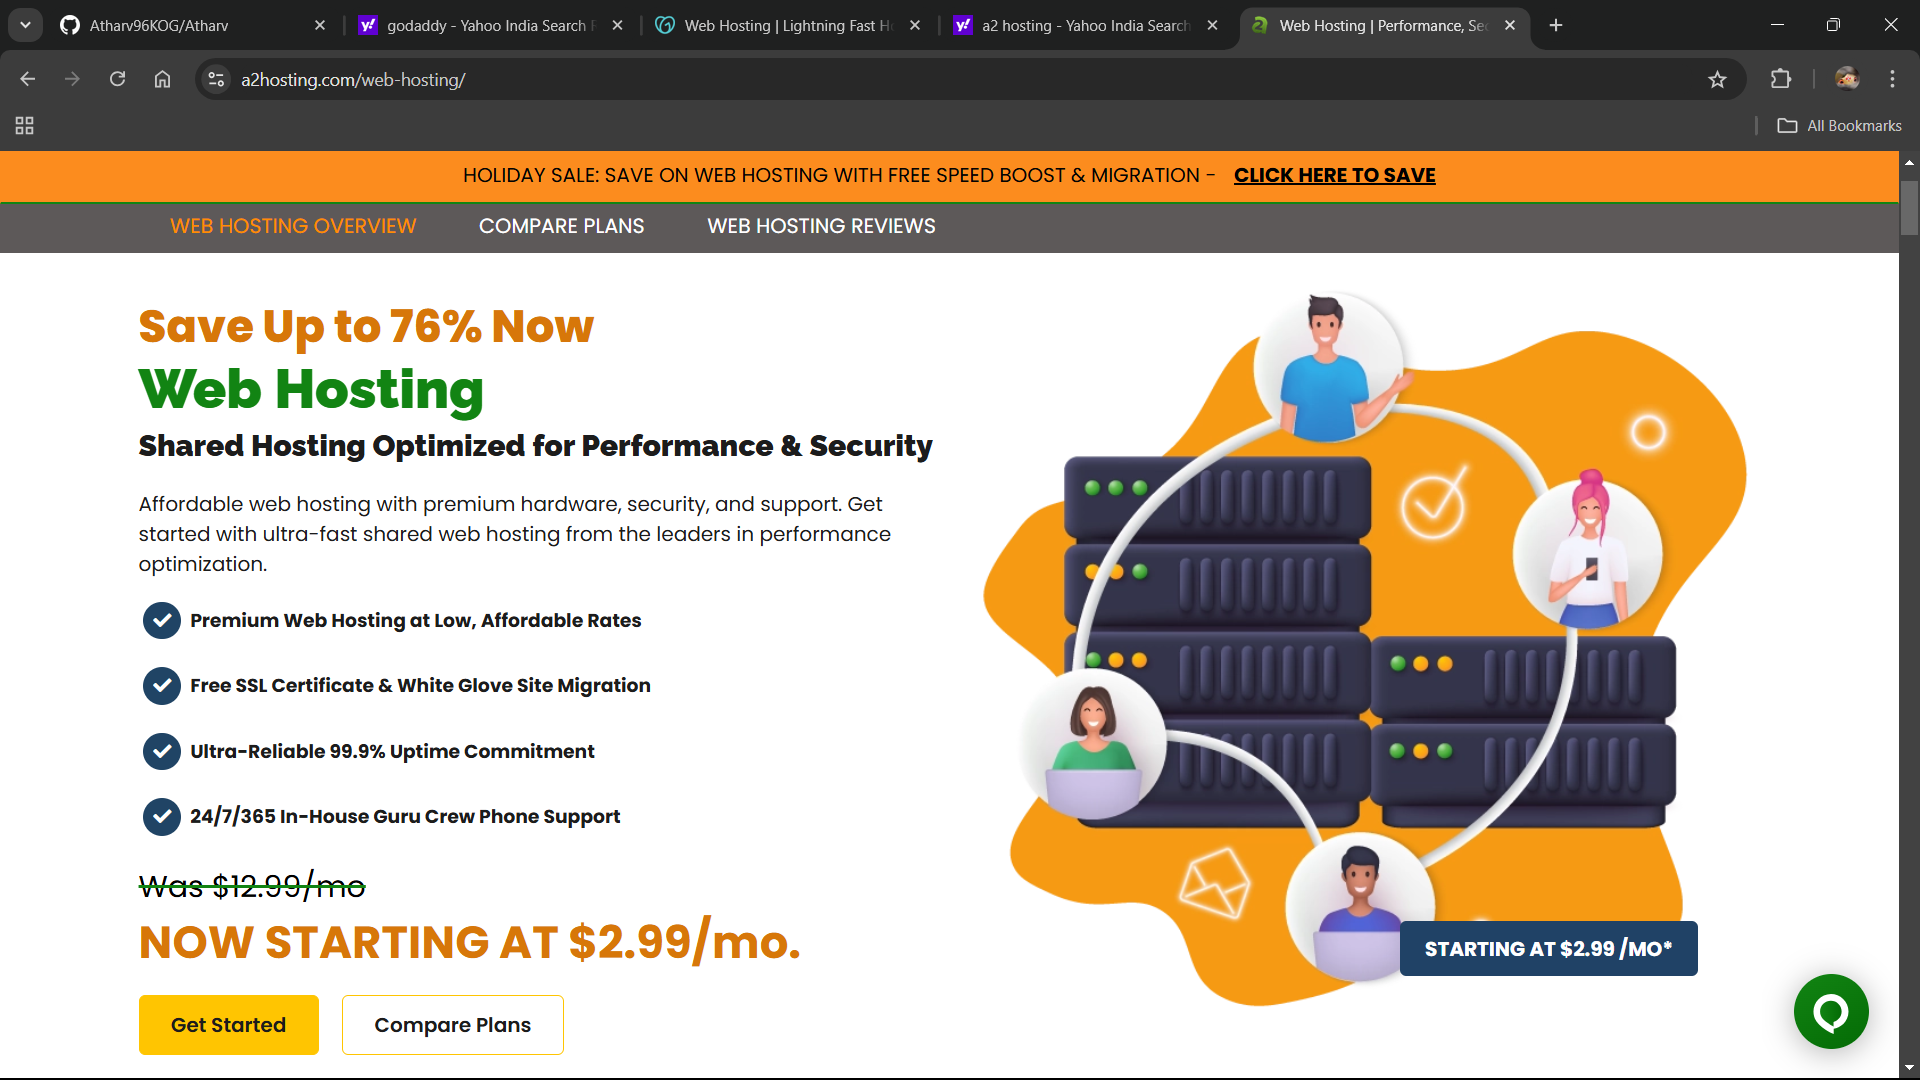 Atharv96KOG/Atharv
godaddy - Yahoo India Search
Web Hosting | Lightning Fast
a2 hosting - Yahoo India Search
Web Hosting | Performance,
a2hosting.com/web-hosting/
All Bookmarks
HOLIDAY SALE: SAVE ON WEB HOSTING WITH FREE SPEED BOOST & MIGRATION - CLICK HERE TO SAVE
WEB HOSTING OVERVIEW COMPARE PLANS WEB HOSTING REVIEWS
Save Up to 76% Now
Web Hosting
Shared Hosting Optimized for Performance & Security
Affordable web hosting with premium hardware, security, and support. Get
started with ultra-fast shared web hosting from the leaders in performance
optimization.
Premium Web Hosting at Low, Affordable Rates
Free SSL Certificate & White Glove Site Migration
Ultra-Reliable 99.9% Uptime Commitment
24/7/365 In-House Guru Crew Phone Support
Was $12.99/mo
NOW STARTING AT $2.99/mo.
STARTING AT $2.99 /MO*
Get Started
Compare Plans